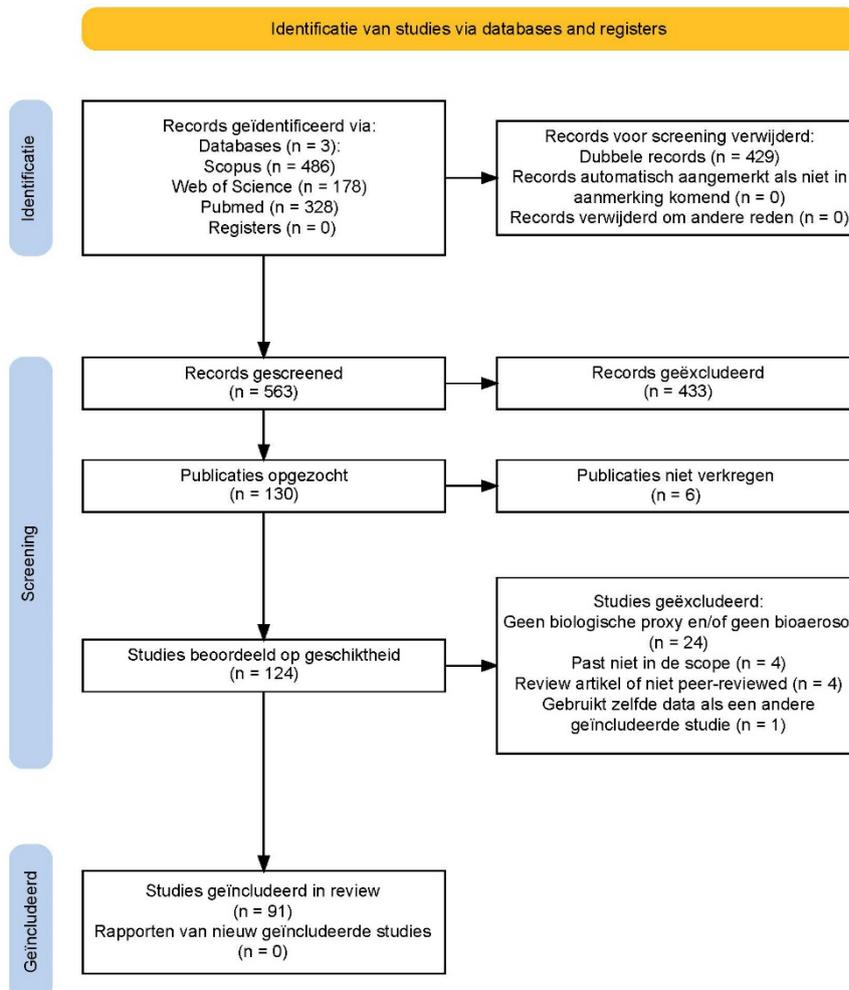 Identificatie van studies via databases and registers
Identificatie
Records geïdentificeerd via:
Databases (n = 3):
Scopus (n = 486)
Web of Science (n = 178)
Pubmed (n = 328)
Registers (n = 0)
Records voor screening verwijderd:
Dubbele records (n = 429)
Records automatisch aangemerkt als niet in
aanmerking komend (n = 0)
Records verwijderd om andere reden (n = 0)
Screening
Records gescreened
(n = 563)
Records geëxcludeerd
(n = 433)
Publicaties opgezocht
(n = 130)
Publicaties niet verkregen
(n = 6)
Studies beoordeeld op geschiktheid
(n = 124)
Studies geëxcludeerd:
Geen biologische proxy en/of geen
(n = 24)
Past niet in de scope (n = 4)
Review artikel of niet peer-reviewed (n = 4)
Gebruikt zelfde data als een andere
geïncludeerde studie (n = 1)
Geïncludeerd
Studies geïncludeerd in review
(n = 91)
Rapporten van nieuw geïncludeerde studies
(n = 0)